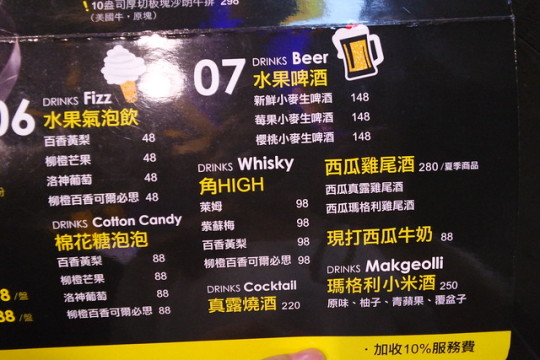 ! 10盎司厚切板塊沙朗牛排 298
(美國牛・原塊)
06 DRINKS Fizz
水果氣泡飲
百香黃梨 48
柳橙芒果 48
洛神葡萄 48
柳橙百香可爾必思 48
DRINKS Cotton Candy
棉花糖泡泡
百香黃梨 88
柳橙芒果 88
洛神葡萄 88
柳橙百香可爾必思 88
8 /盤
88 /盤
07 DRINKS Beer
水果啤酒
新鮮小麥生啤酒 148
莓果小麥生啤酒 148
櫻桃小麥生啤酒 148
DRINKS Whisky
角HIGH
萊姆 98
紫蘇梅 98
百香黃梨 98
柳橙百香可爾必思 98
DRINKS Cocktail
真露燒酒 220
西瓜雞尾酒 280 /夏季商品
西瓜真露雞尾酒
西瓜瑪格利雞尾酒
現打西瓜牛奶 88
DRINKS Makgeolli
瑪格利小米酒 250
原味、柚子、青蘋果、覆盆子
・加收10%服務費